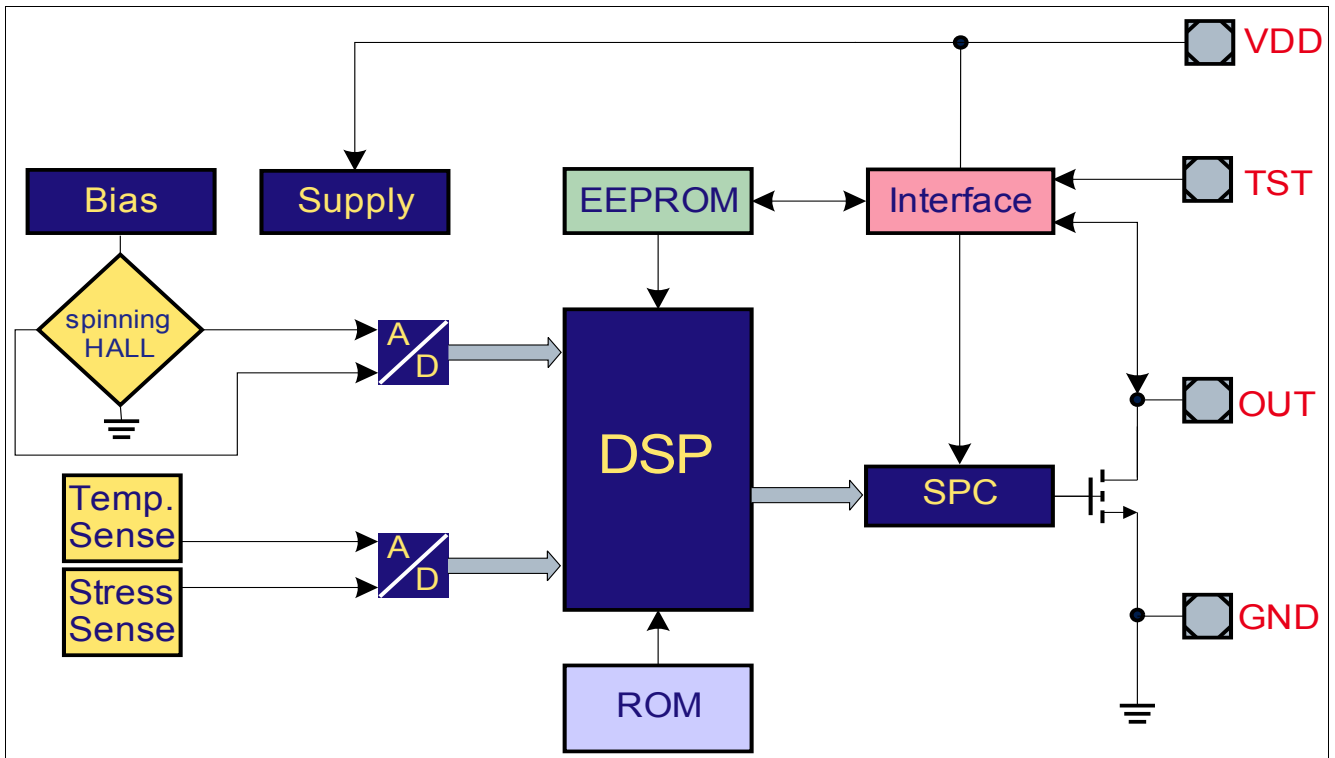 VDD
Bias
Supply
EEPROM
Interface
TST
spinning
HALL
A
D
DSP
OUT
Temp.
Sense
SPC
A
D
Stress
Sense
GND
ROM